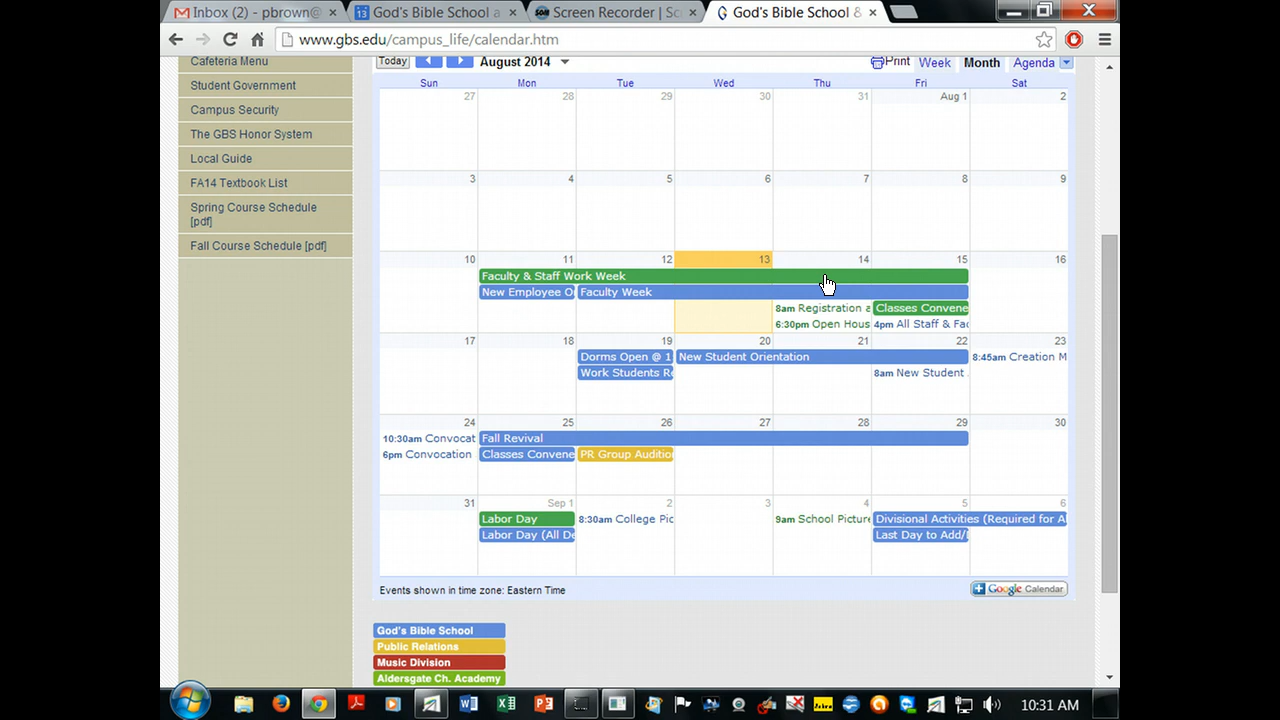 Inbox (2) - pbrown@
God's Bible School a
Screen Recorder | Sc
God's Bible School &
www.gbs.edu/campus_life/calendar.htm
Cafeteria Menu
Student Government
Campus Security
The GBS Honor System
Local Guide
FA14 Textbook List
Spring Course Schedule
[pdf]
Fall Course Schedule [pdf]
Today August 2014 Print Week Month Agenda
Sun Mon Tue Wed Thu Fri Sat
27 28 29 30 31 Aug 1 2
3 4 5 6 7 8 9
10 11 12 13 14 15 16
Faculty & Staff Work Week
New Employee O Faculty Week
8am Registration a Classes Convene
6:30pm Open Hous 4pm All Staff & Fac
17 18 19 20 21 22 23
Dorms Open @ 1 New Student Orientation 8:45am Creation M
Work Students Re 8am New Student
24 25 26 27 28 29 30
10:30am Convocat Fall Revival
6pm Convocation Classes Convene PR Group Audition
31 Sep 1 2 3 4 5 6
Labor Day 8:30am College Pic 9am School Picture Divisional Activities (Required for Al
Labor Day (All De Last Day to Add/
Events shown in time zone: Eastern Time
Google Calendar
God's Bible School
Public Relations
Music Division
Aldersgate Ch. Academy
10:31 AM